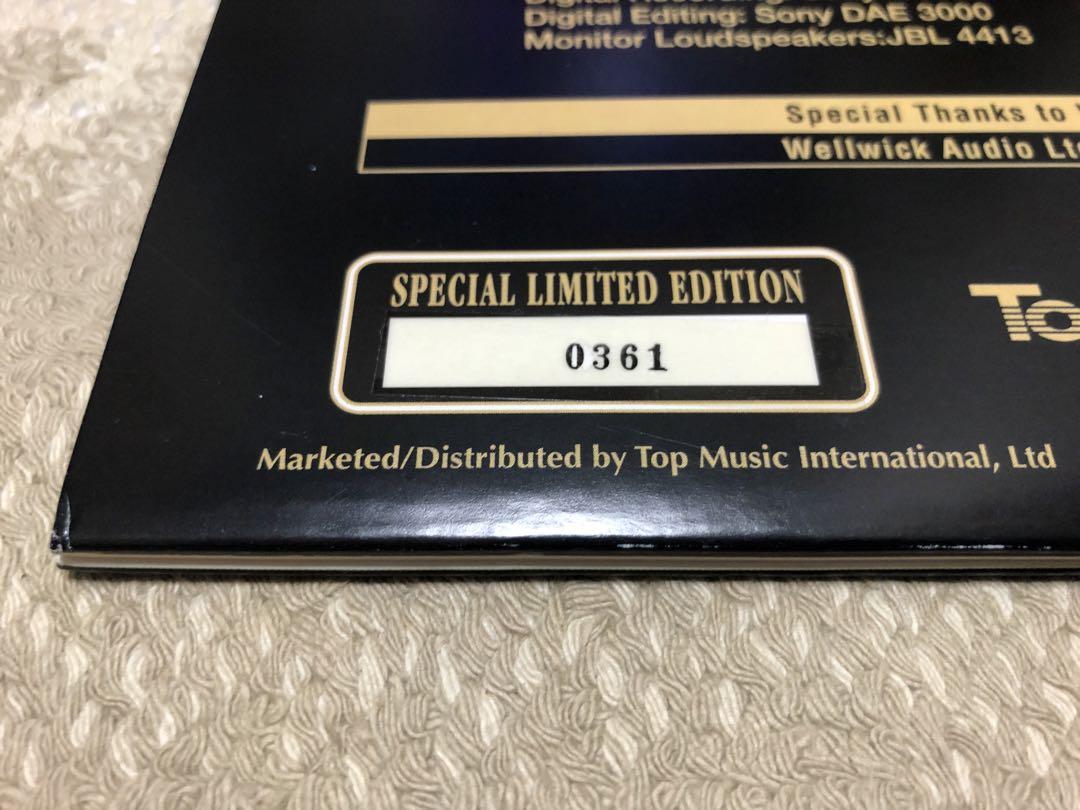 Digital Editing: Sony DAE 3000
Monitor Loudspeakers:JBL 4413
Special Thanks to
Wellwick Audio
SPECIAL LIMITED EDITION
0361
Marketed/Distributed by Top Music International, Ltd